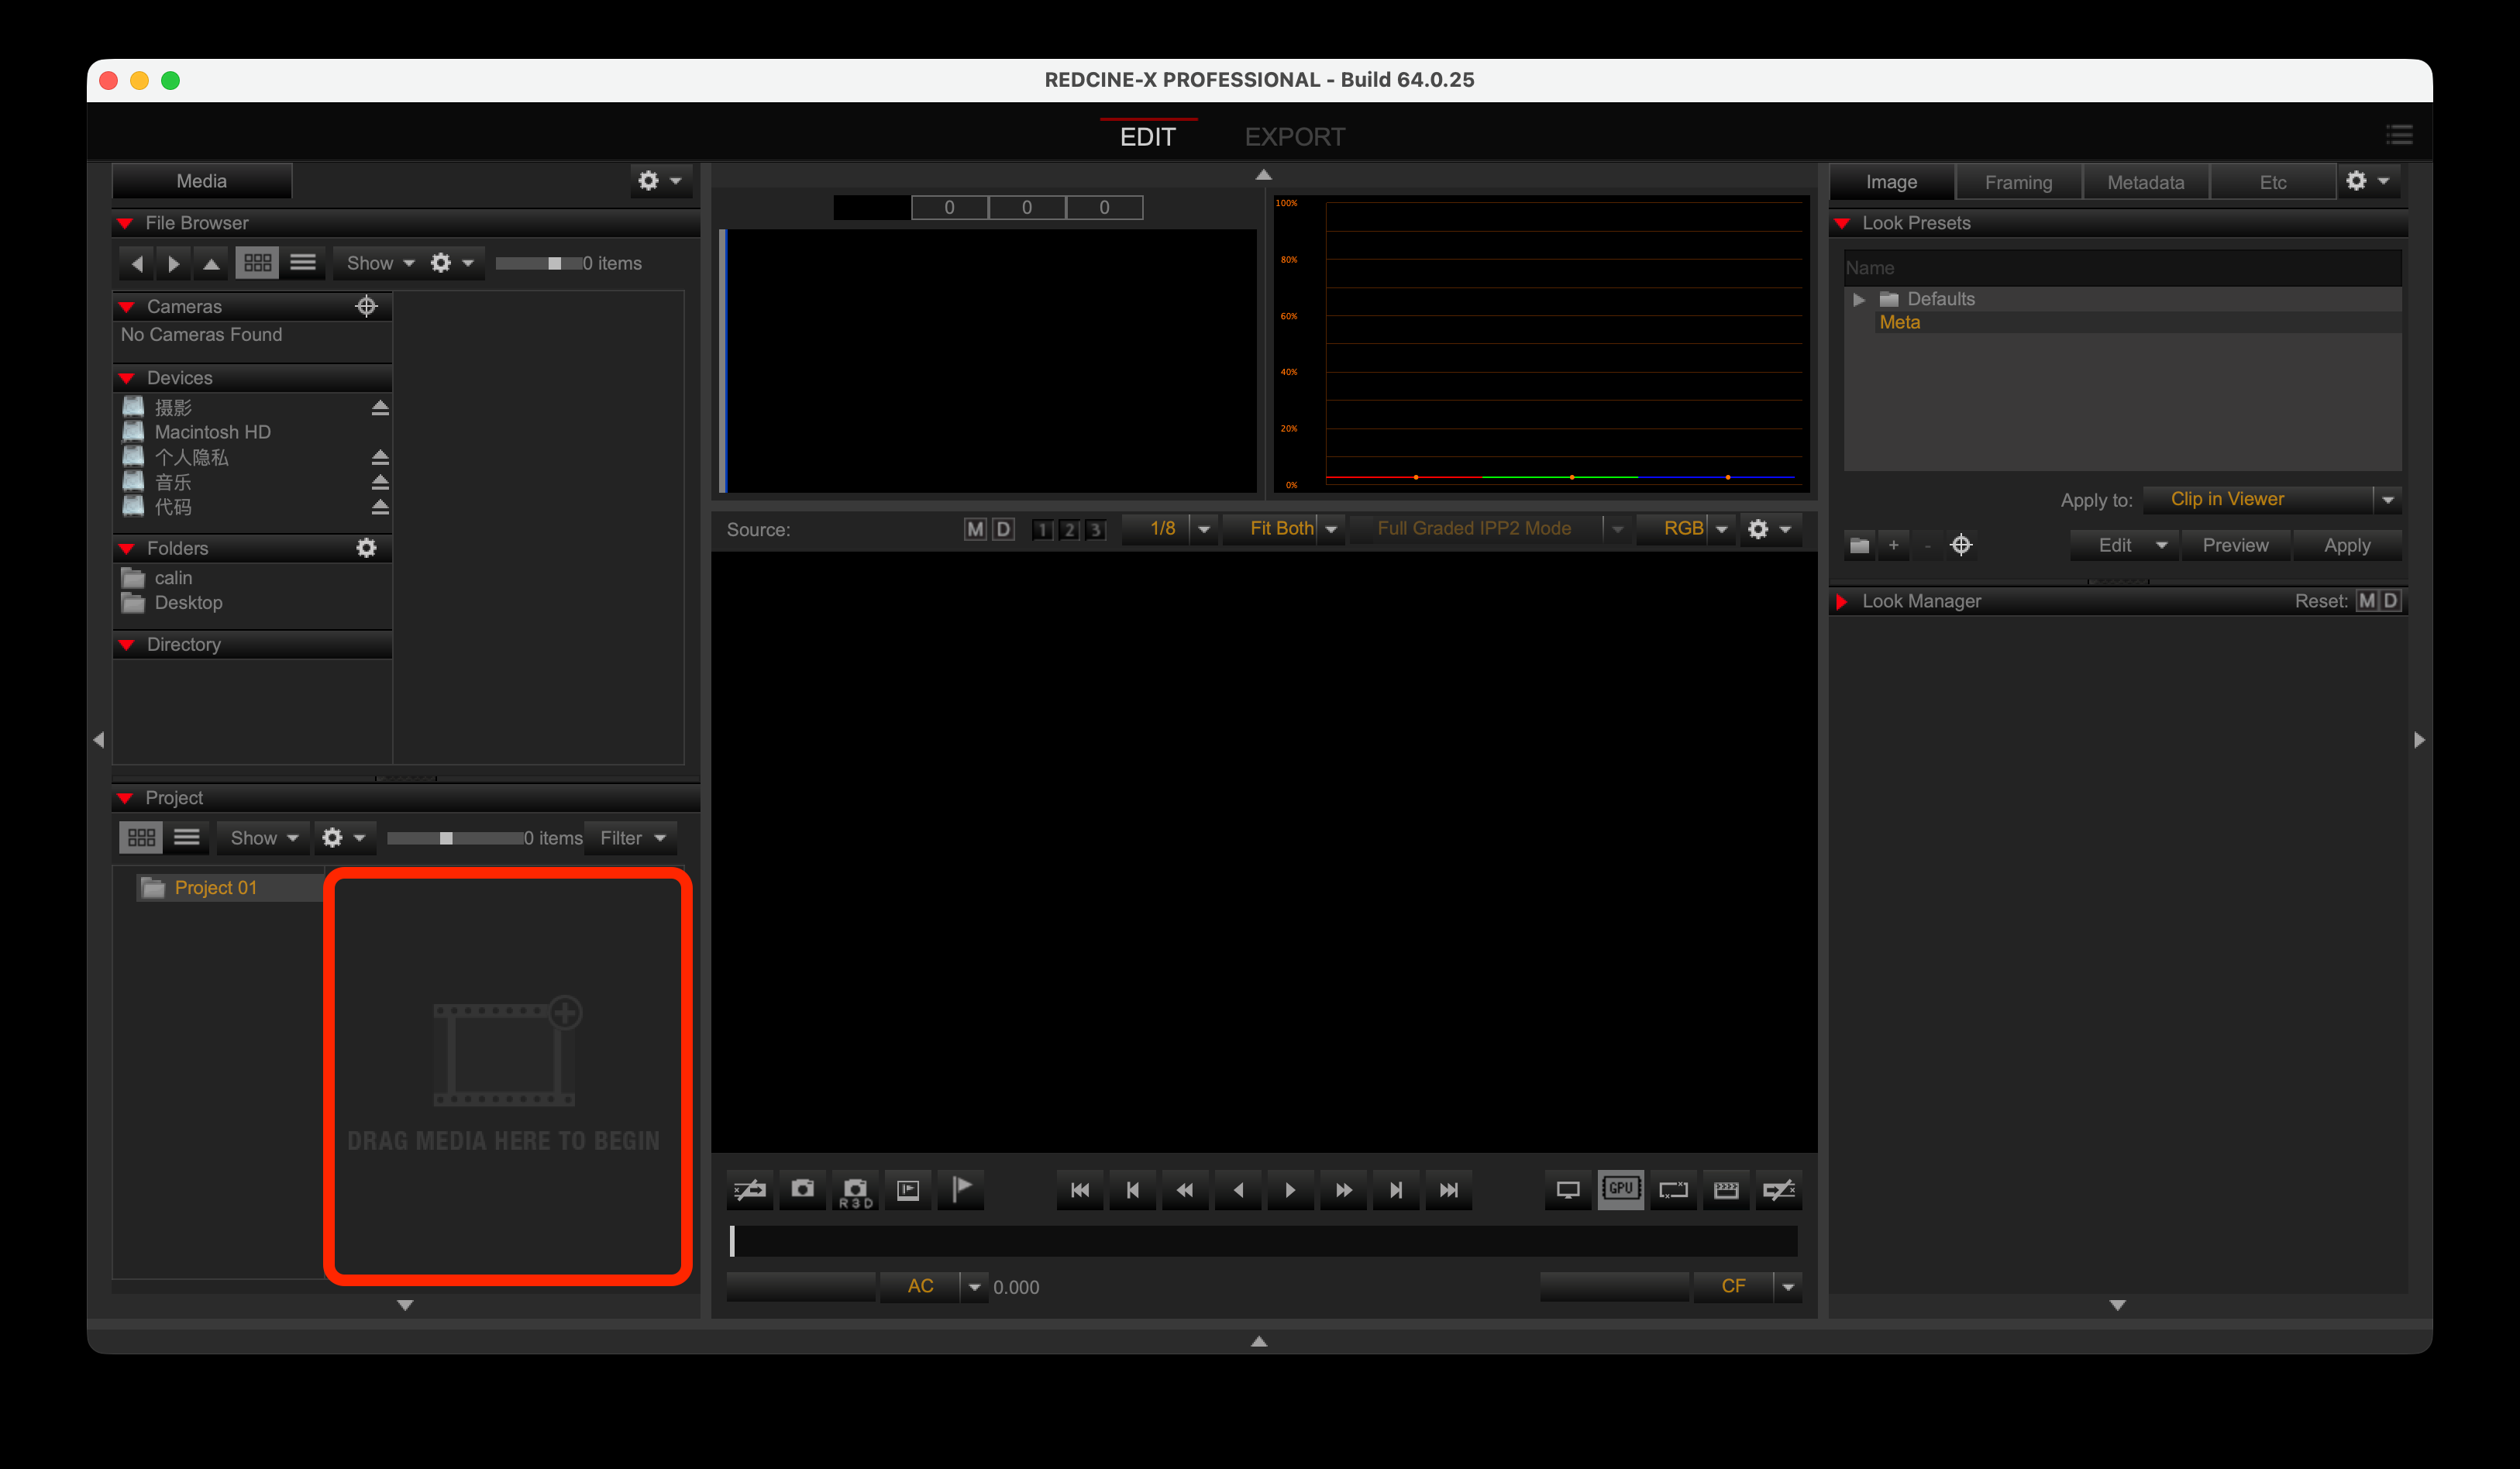 REDCINE-X PROFESSIONAL - Build 64.0.25
EDIT
EXPORT
Media
File Browser
Show
0 items
Cameras
No Cameras Found
Devices
摄影
Macintosh HD
个人隐私
音乐
代码
Folders
calin
Desktop
Directory
Project
Show
0 items
Filter
Project 01
DRAG MEDIA HERE TO BEGIN
0 0 0
100%
80%
60%
40%
20%
0%
Source:
M D
1 2 3
1/8
Fit Both
Full Graded IPP2 Mode
RGB
R3D
GPU
AC
0.000
CF
Image
Framing
Metadata
Etc
Look Presets
Name
Defaults
Meta
Apply to:
Clip in Viewer
+
-
Edit
Preview
Apply
Look Manager
Reset: M D